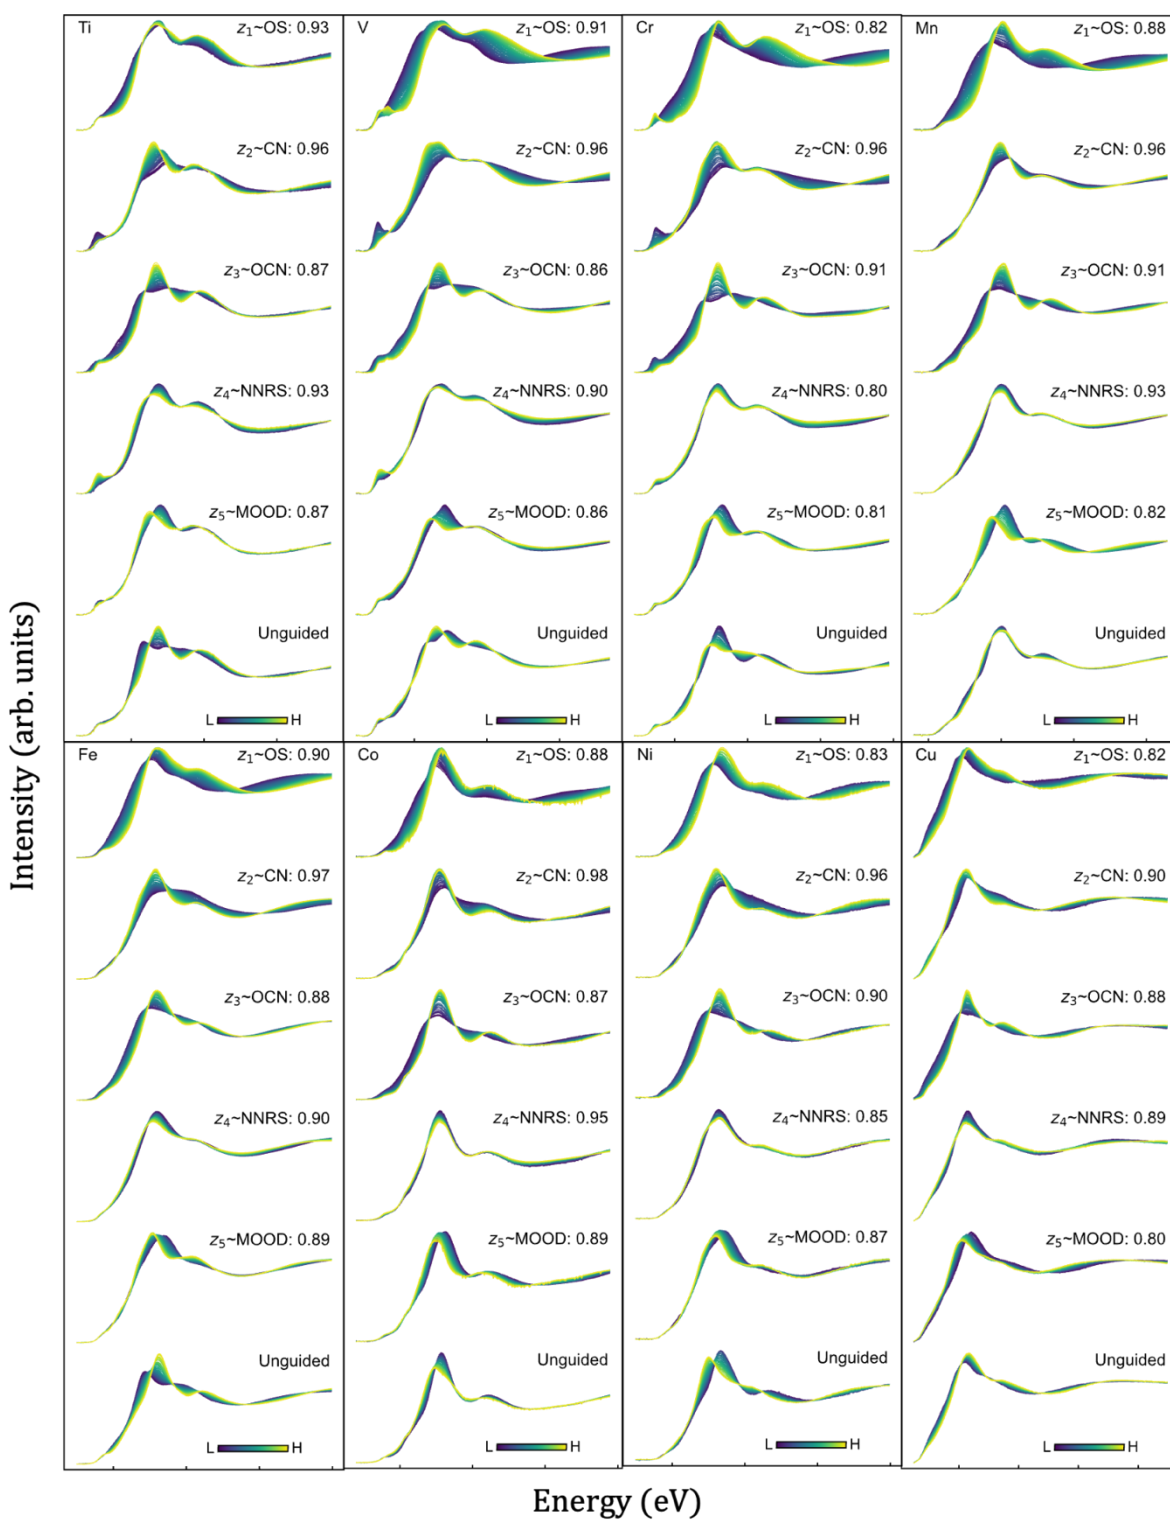 Ti
z₁~OS: 0.93
z₂~CN: 0.96
z₃~OCN: 0.87
z₄~NNRS: 0.93
z₅~MOOD: 0.87
Unguided
L H
V
z₁~OS: 0.91
z₂~CN: 0.96
z₃~OCN: 0.86
z₄~NNRS: 0.90
z₅~MOOD: 0.86
Unguided
L H
Cr
z₁~OS: 0.82
z₂~CN: 0.96
z₃~OCN: 0.91
z₄~NNRS: 0.80
z₅~MOOD: 0.81
Unguided
L H
Mn
z₁~OS: 0.88
z₂~CN: 0.96
z₃~OCN: 0.91
z₄~NNRS: 0.93
z₅~MOOD: 0.82
Unguided
L H
Fe
z₁~OS: 0.90
z₂~CN: 0.97
z₃~OCN: 0.88
z₄~NNRS: 0.90
z₅~MOOD: 0.89
Unguided
L H
Co
z₁~OS: 0.88
z₂~CN: 0.98
z₃~OCN: 0.87
z₄~NNRS: 0.95
z₅~MOOD: 0.89
Unguided
L H
Ni
z₁~OS: 0.83
z₂~CN: 0.96
z₃~OCN: 0.90
z₄~NNRS: 0.85
z₅~MOOD: 0.87
Unguided
L H
Cu
z₁~OS: 0.82
z₂~CN: 0.90
z₃~OCN: 0.88
z₄~NNRS: 0.89
z₅~MOOD: 0.80
Unguided
L H
Intensity (arb. units)
Energy (eV)